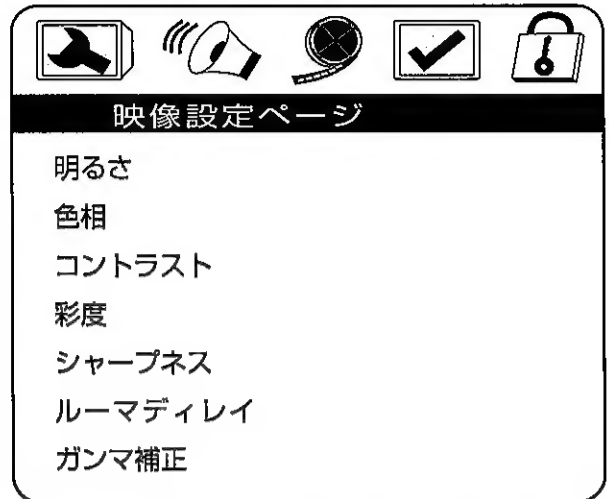 映像設定ページ
明るさ
色相
コントラスト
彩度
シャープネス
ルーマディレイ
ガンマ補正